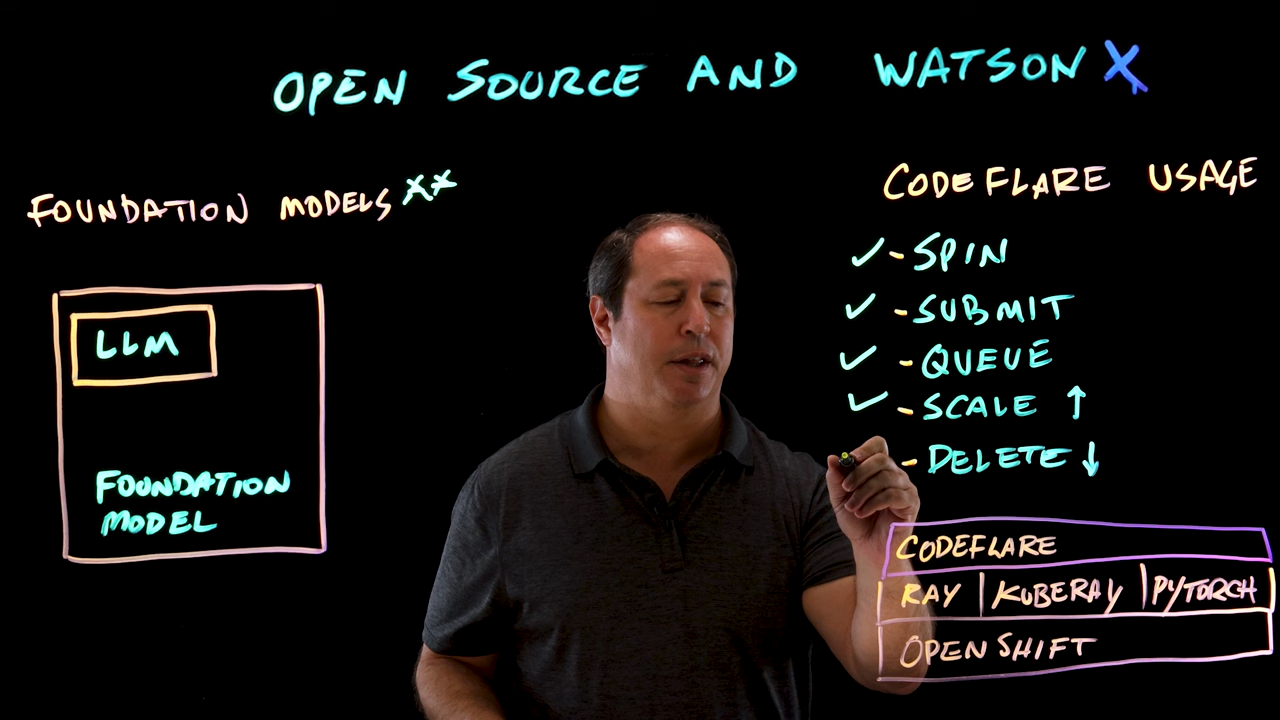 OPEN SOURCE AND WATSON X
FOUNDATION MODELS **
LLM
FOUNDATION
MODEL
CODEFLARE USAGE
✓ - SPIN
✓ - SUBMIT
✓ - QUEUE
✓ - SCALE ↑
- DELETE ↓
CODEFLARE
RAY | KUBERAY | PYTORCH
OPENSHIFT